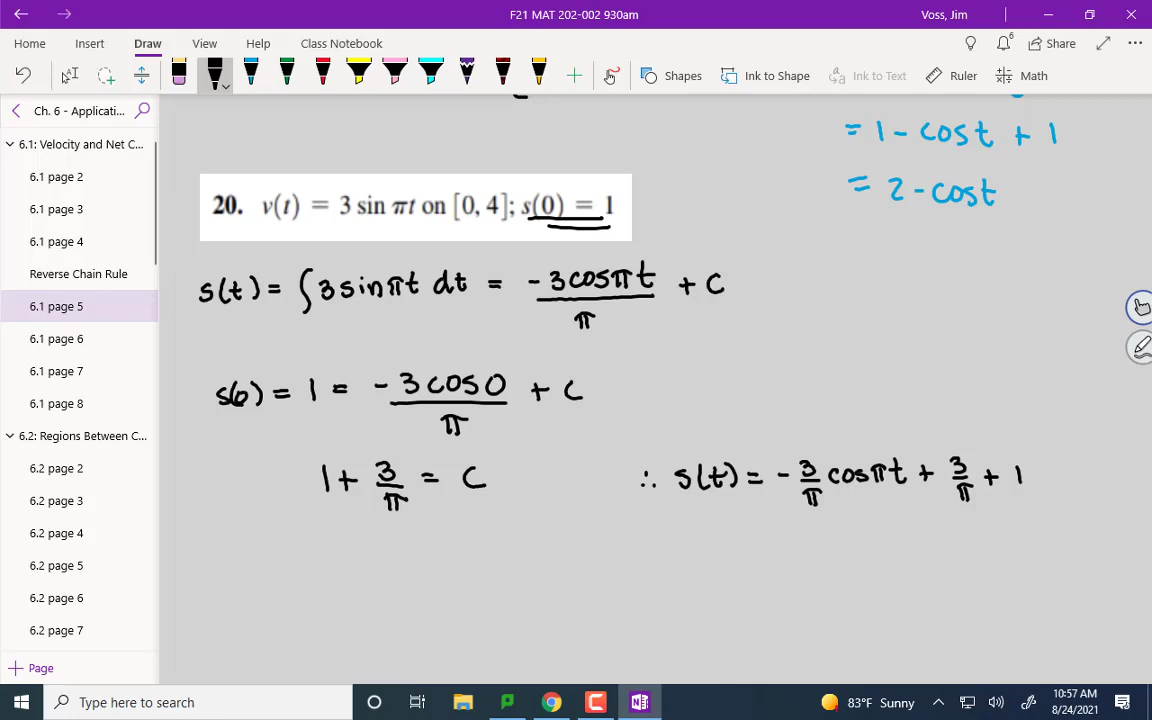 F21 MAT 202-002 930am
Voss, Jim
Home Insert Draw View Help Class Notebook
6
Share
Shapes
Ink to Shape
Ink to Text
Ruler
Math
Ch. 6 - Applicati...
6.1: Velocity and Net C...
6.1 page 2
6.1 page 3
6.1 page 4
Reverse Chain Rule
6.1 page 5
6.1 page 6
6.1 page 7
6.1 page 8
6.2: Regions Between C...
6.2 page 2
6.2 page 3
6.2 page 4
6.2 page 5
6.2 page 6
6.2 page 7
Page
= 1 - cost + 1
= 2 - cost
20. v(t) = 3 sin πt on [0, 4]; s(0) = 1
s(t) = ∫ 3 sin πt dt = -3cosπt/π + C
s(0) = 1 = -3cos0/π + C
1 + 3/π = C
∴ s(t) = -3/π cosπt + 3/π + 1
Type here to search
83°F Sunny
10:57 AM
8/24/2021